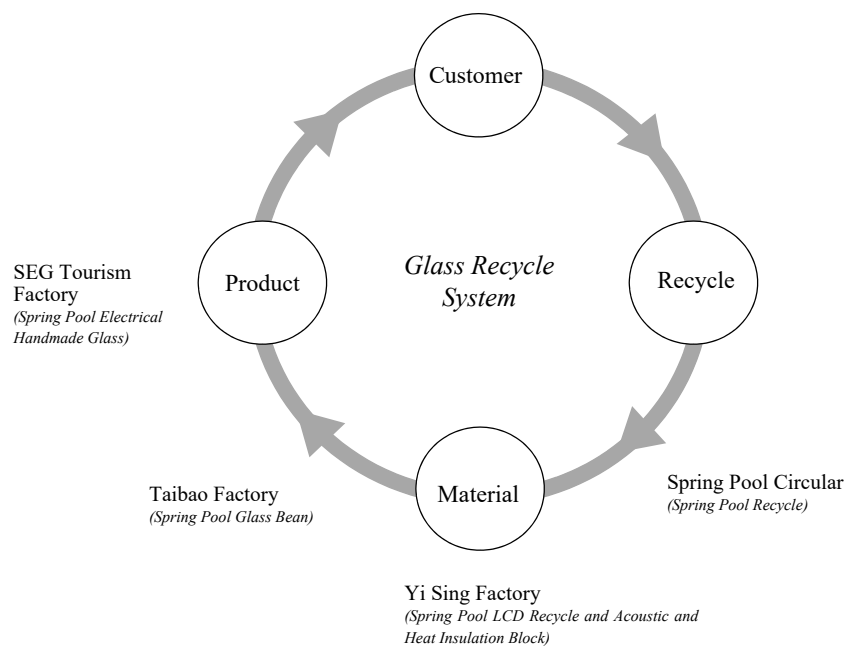 Customer
Glass Recycle
System
Product
Recycle
SEG Tourism
Factory
(Spring Pool Electrical
Handmade Glass)
Material
Taibao Factory
(Spring Pool Glass Bean)
Spring Pool Circular
(Spring Pool Recycle)
Yi Sing Factory
(Spring Pool LCD Recycle and Acoustic and
Heat Insulation Block)